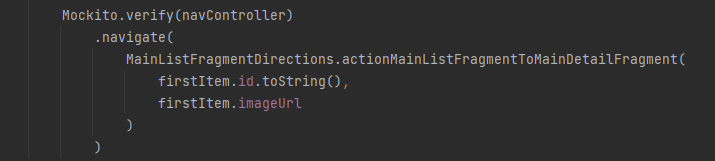 Mockito.verify(navController)
.navigate(
MainListFragmentDirections.actionMainListFragmentToMainDetailFragment(
firstItem.id.toString(),
firstItem.imageUrl
)
)